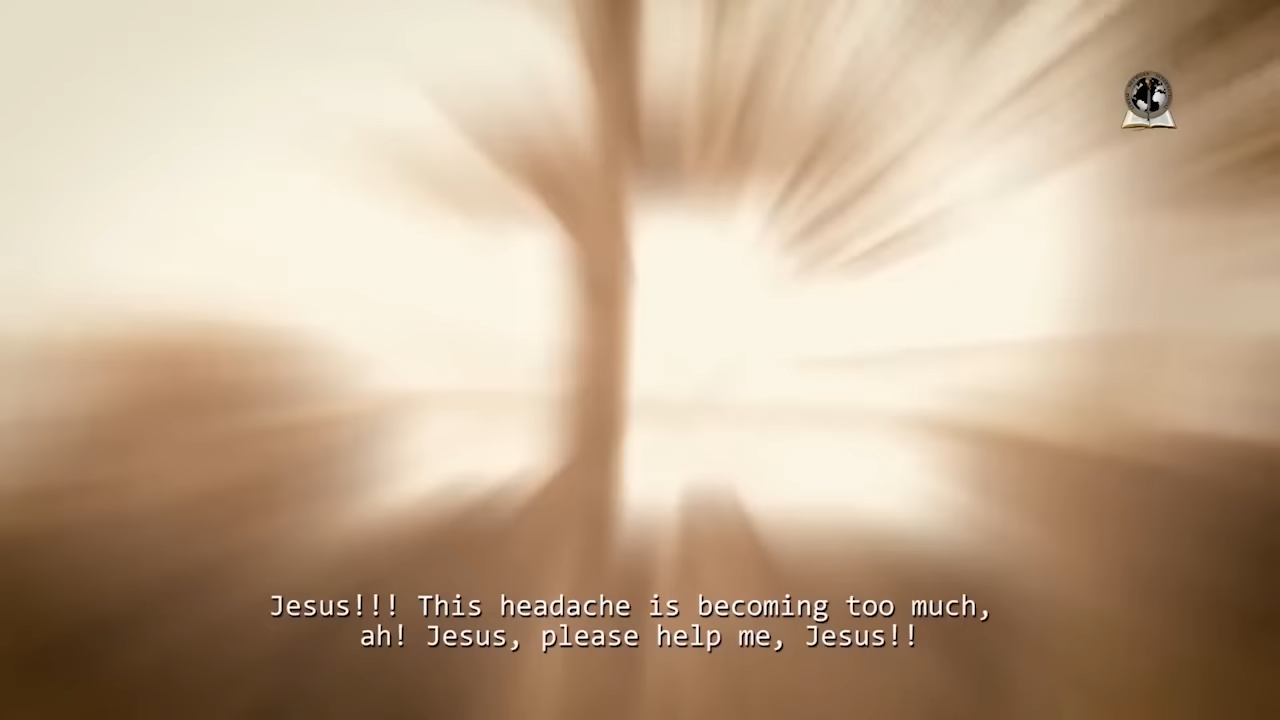 Jesus!!! This headache is becoming too much,
ah! Jesus, please help me, Jesus!!